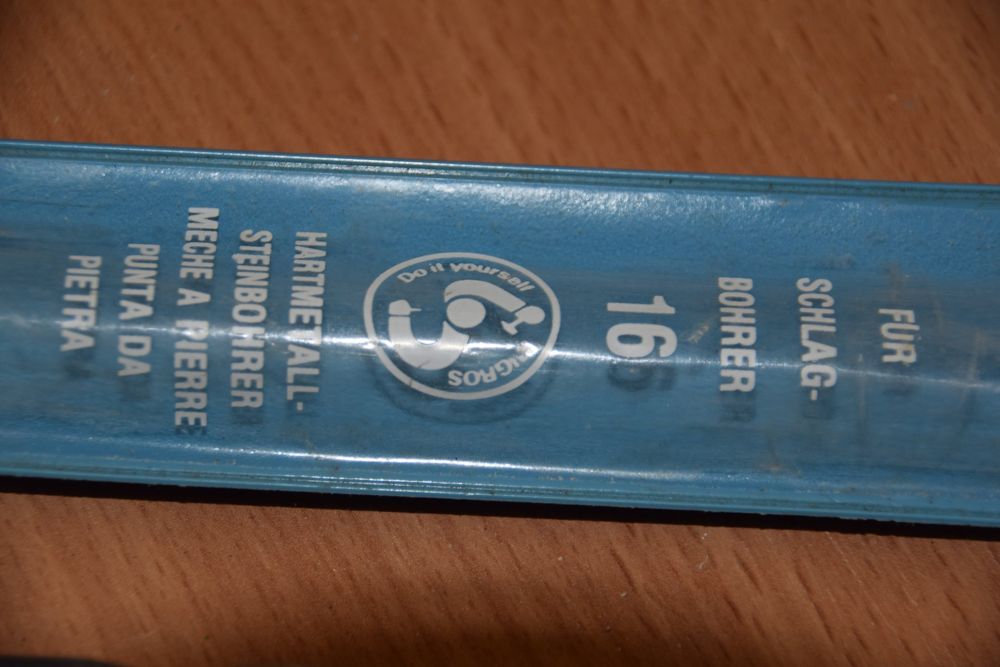 FÜR
SCHLAG-
BOHRER
16
Do it yourself
MIGROS
HARTMETALL-
STEINBOHRER
MECHE A PIERRE
PUNTA DA
PIETRA